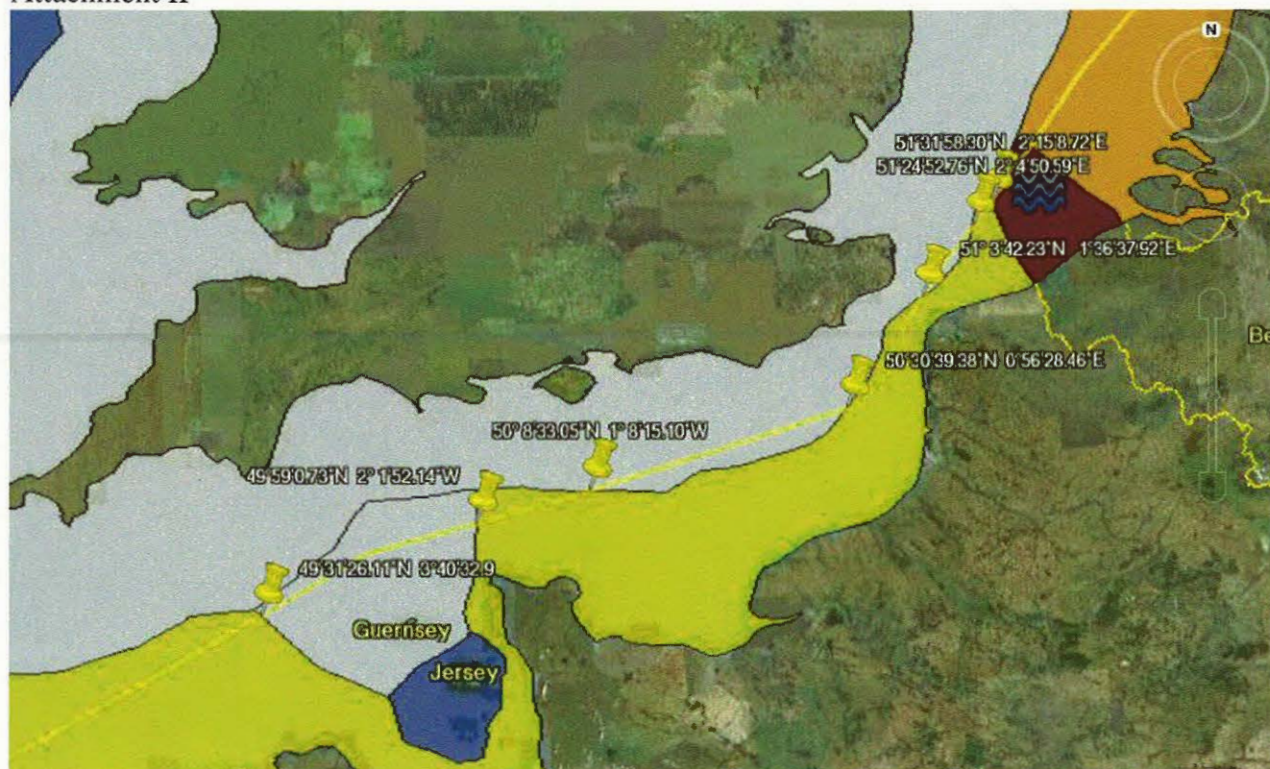 N
51°31'58.30"N 2°15'8.72"E
51°24'52.76"N 2° 4'50.59"E
51° 3'42.23"N 1°36'37.92"E
50°30'39.38"N 0°56'28.46"E
50° 8'33.05"N 1° 8'15.10"W
49°59'0.73"N 2° 1'52.14"W
49°31'26.11"N 3°40'32.9
Guernsey
Jersey
Be